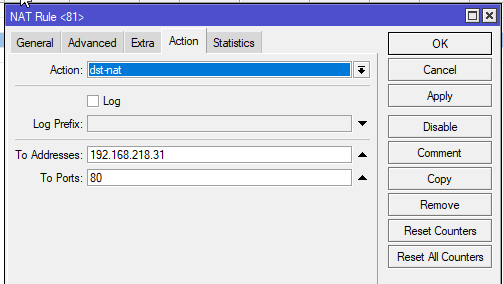 NAT Rule <81>
General Advanced Extra Action Statistics
Action: dst-nat
Log
Log Prefix:
To Addresses: 192.168.218.31
To Ports: 80
OK
Cancel
Apply
Disable
Comment
Copy
Remove
Reset Counters
Reset All Counters